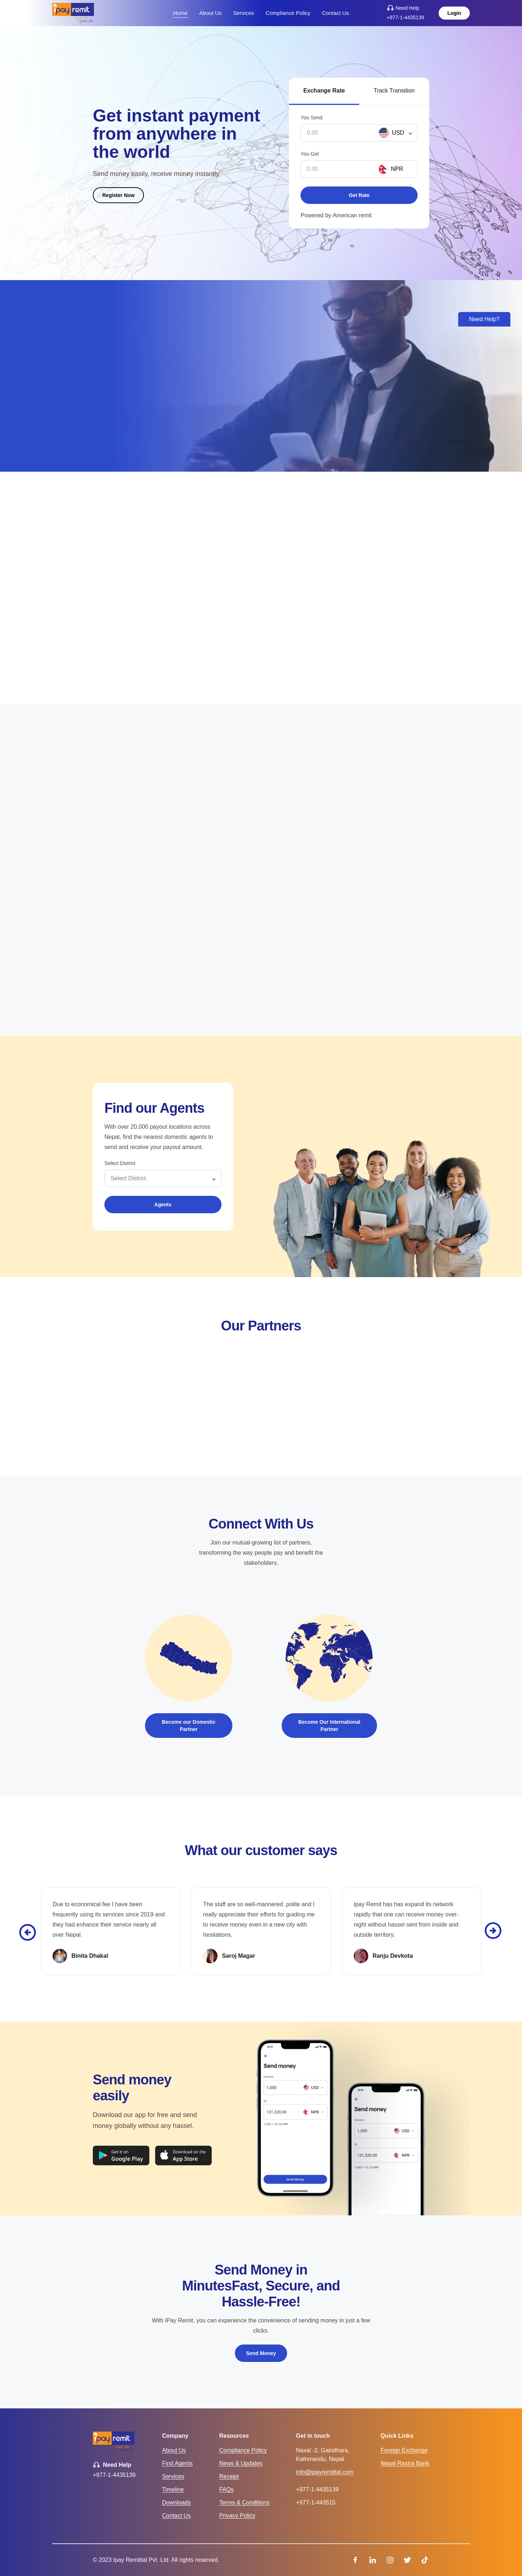 ipay remit
Home
About Us
Services
Compliance Policy
Contact Us
Need Help
+977-1-4435139
Login
Get instant payment
from anywhere in
the world
Send money easily, receive money instantly
Register Now
Exchange Rate
Track Transition
You Send
0.00
USD
You Get
0.00
NPR
Get Rate
Powered by American remit
Need Help?
Find our Agents
With over 20,000 payout locations across
Nepal, find the nearest domestic agents to
send and receive your payout amount.
Select District
Select District
Agents
Our Partners
Connect With Us
Join our mutual-growing list of partners,
transforming the way people pay and benefit the
stakeholders.
Become our Domestic
Partner
Become Our International
Partner
What our customer says
Due to economical fee I have been
frequently using its services since 2019 and
they had enhance their service nearly all
over Nepal.
Binita Dhakal
The staff are so well-mannered ,polite and I
really appreciate their efforts for guiding me
to receive money even in a new city with
hesitations.
Saroj Magar
Ipay Remit has has expand its network
rapidly that one can receive money over-
night without hassel sent from inside and
outside territory.
Ranju Devkota
Send money
easily
Download our app for free and send
money globally without any hassel.
Get it on
Google Play
Download on the
App Store
Send money
1,000
USD
131,320.00
NPR
Send Money
Send money
1,000
USD
131,320.00
NPR
Send Money in
MinutesFast, Secure, and
Hassle-Free!
With iPay Remit, you can experience the convenience of sending money in just a few
clicks.
Send Money
ipay remit
Need Help
+977-1-4435139
Company
About Us
Find Agents
Services
Timeline
Downloads
Contact Us
Resources
Compliance Policy
News & Updates
Receipt
FAQs
Terms & Conditions
Privacy Policy
Get in touch
Naxal -2, Gairidhara,
Kathmandu, Nepal
info@ipayremittal.com
+977-1-4435139
+977-1-443515
Quick Links
Foreign Exchange
Nepal Rastra Bank
© 2023 Ipay Remittal Pvt. Ltd. All rights reserved.